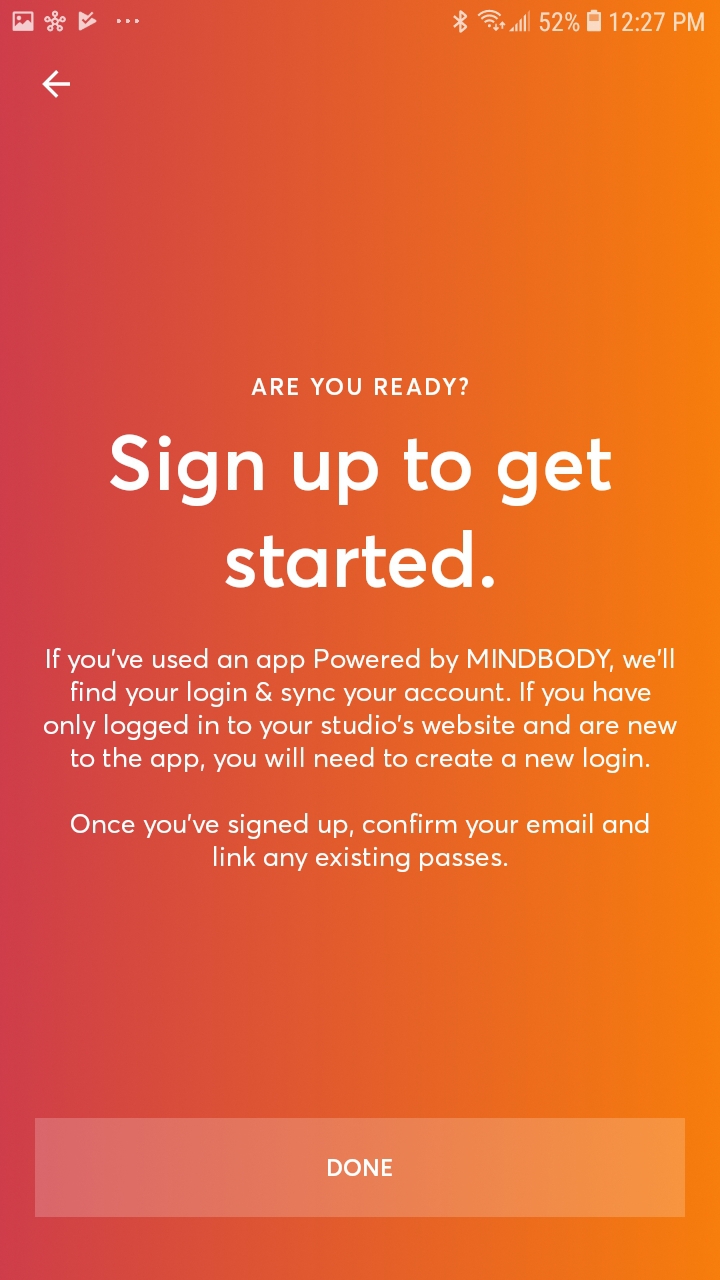 52% 12:27 PM
ARE YOU READY?
Sign up to get
started.
If you've used an app Powered by MINDBODY, we'll
find your login & sync your account. If you have
only logged in to your studio's website and are new
to the app, you will need to create a new login.
Once you've signed up, confirm your email and
link any existing passes.
DONE